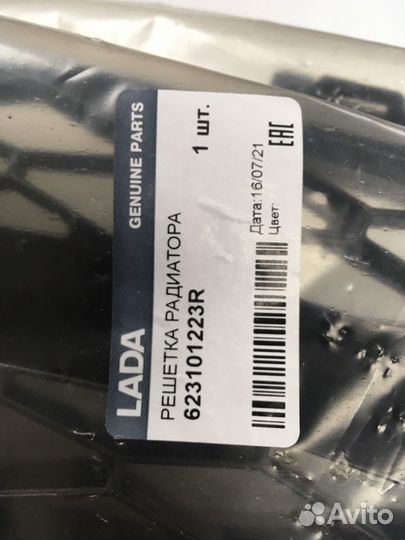 LADA GENUINE PARTS
РЕШЕТКА РАДИАТОРА
623101223R
1 шт.
Дата:16/07/21
Цвет:
EAC
Avito